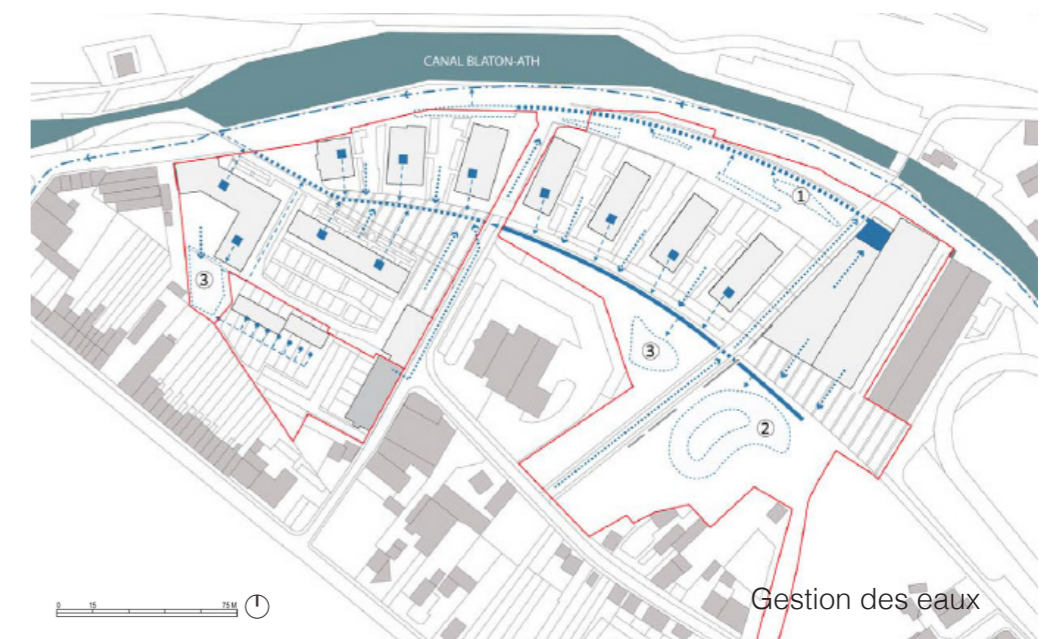 CANAL BLATON-ATH
①
③
③
②
0 15 75 M
Gestion des eaux